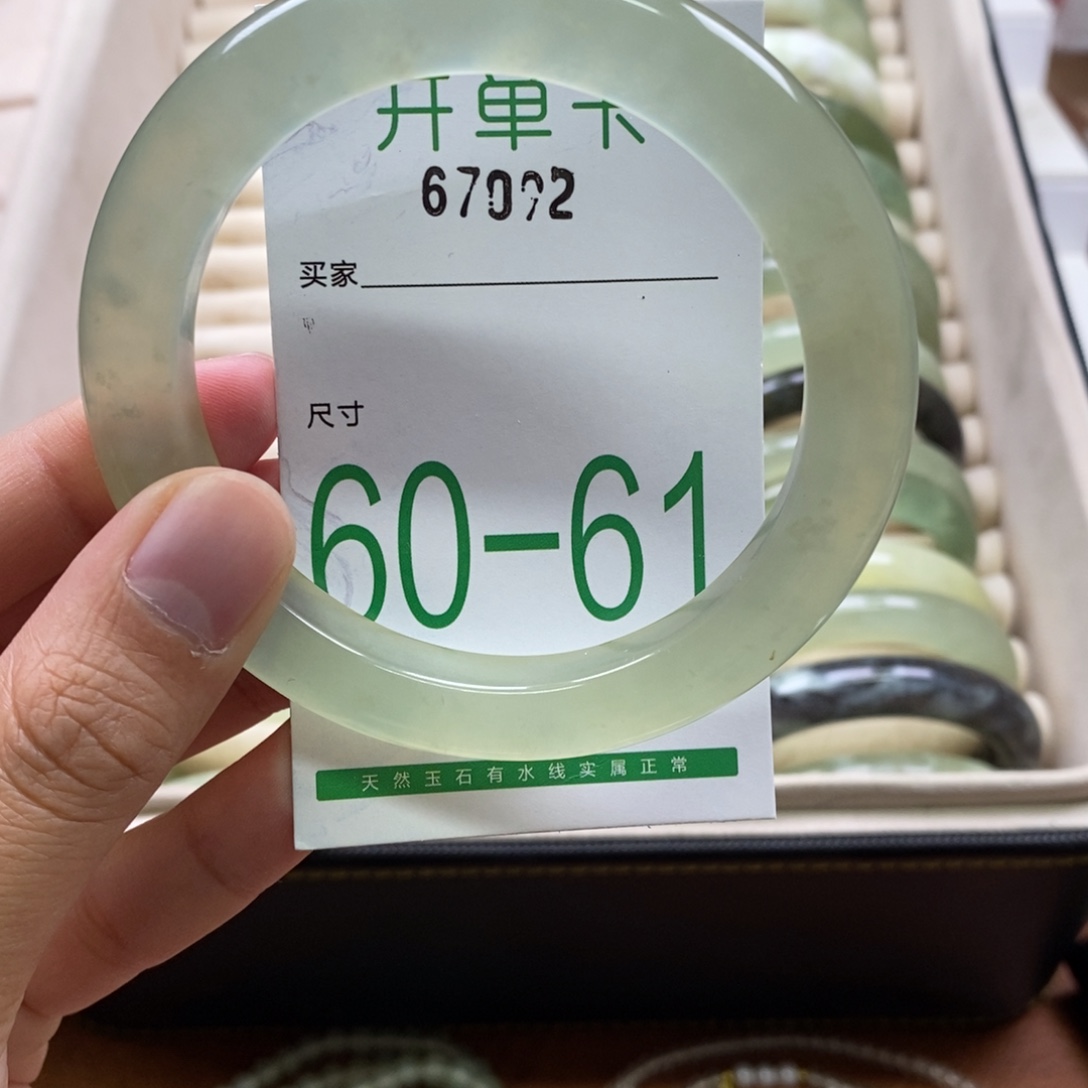 开单卡
67092
买家
尺寸
60-61
天然玉石有水线实属正常